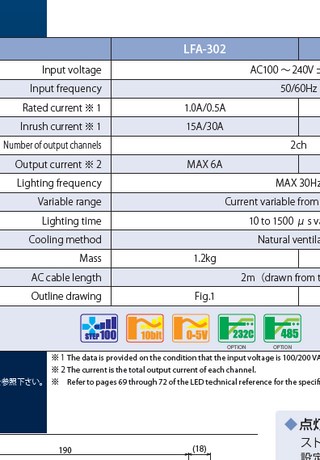 LFA-302
Input voltage AC100 ～ 240V ±
Input frequency 50/60Hz
Rated current ※ 1 1.0A/0.5A
Inrush current ※ 1 15A/30A
Number of output channels 2ch
Output current ※ 2 MAX 6A
Lighting frequency MAX 30Hz
Variable range Current variable from
Lighting time 10 to 1500 μ s va
Cooling method Natural ventila
Mass 1.2kg
AC cable length 2m（drawn from t
Outline drawing Fig.1
STEP100 10bit 0-5V 232C 485
OPTION OPTION
※ 1 The data is provided on the condition that the input voltage is 100/200 VA
※ 2 The current is the total output current of each channel.
を参照下さい。 ※ Refer to pages 69 through 72 of the LED technical reference for the specifi
◆点灯
スト
設定
190 (18)